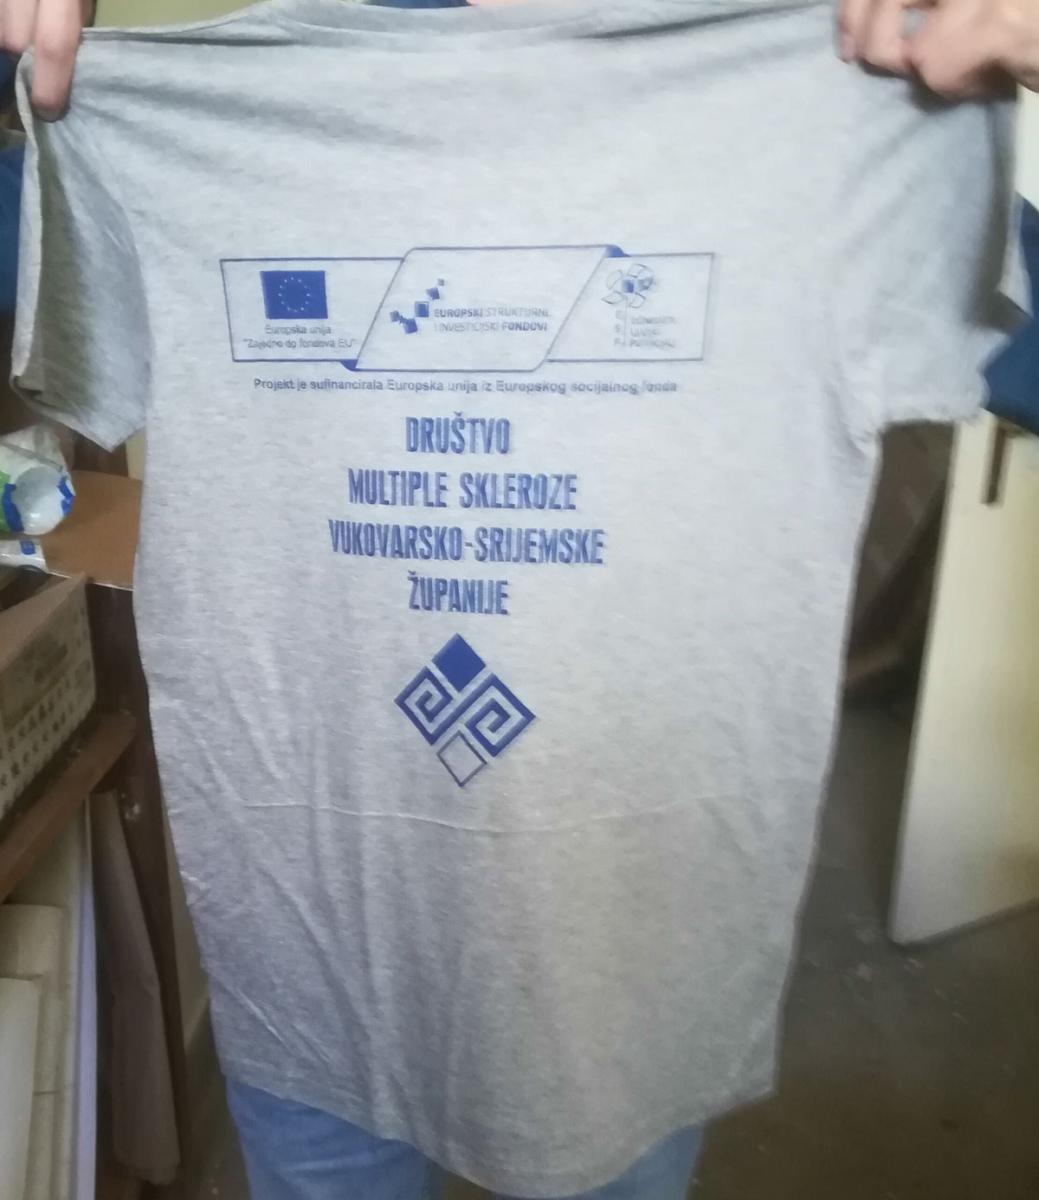 Europska unija
"Zajedno do fondova EU"
EUROPSKI STRUKTURNI
I INVESTICIJSKI FONDOVI
E
S
F
Projekt je sufinancirala Europska unija iz Europskog socijalnog fonda
DRUŠTVO
MULTIPLE SKLEROZE
VUKOVARSKO-SRIJEMSKE
ŽUPANIJE